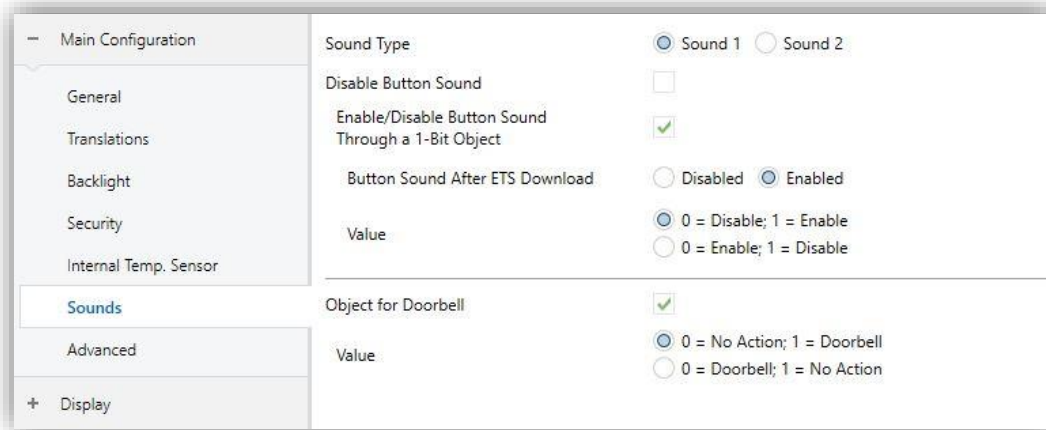 − Main Configuration
General
Translations
Backlight
Security
Internal Temp. Sensor
Sounds
Advanced
+ Display
Sound Type Sound 1 Sound 2
Disable Button Sound
Enable/Disable Button Sound
Through a 1-Bit Object
Button Sound After ETS Download Disabled Enabled
Value 0 = Disable; 1 = Enable
0 = Enable; 1 = Disable
Object for Doorbell
Value 0 = No Action; 1 = Doorbell
0 = Doorbell; 1 = No Action